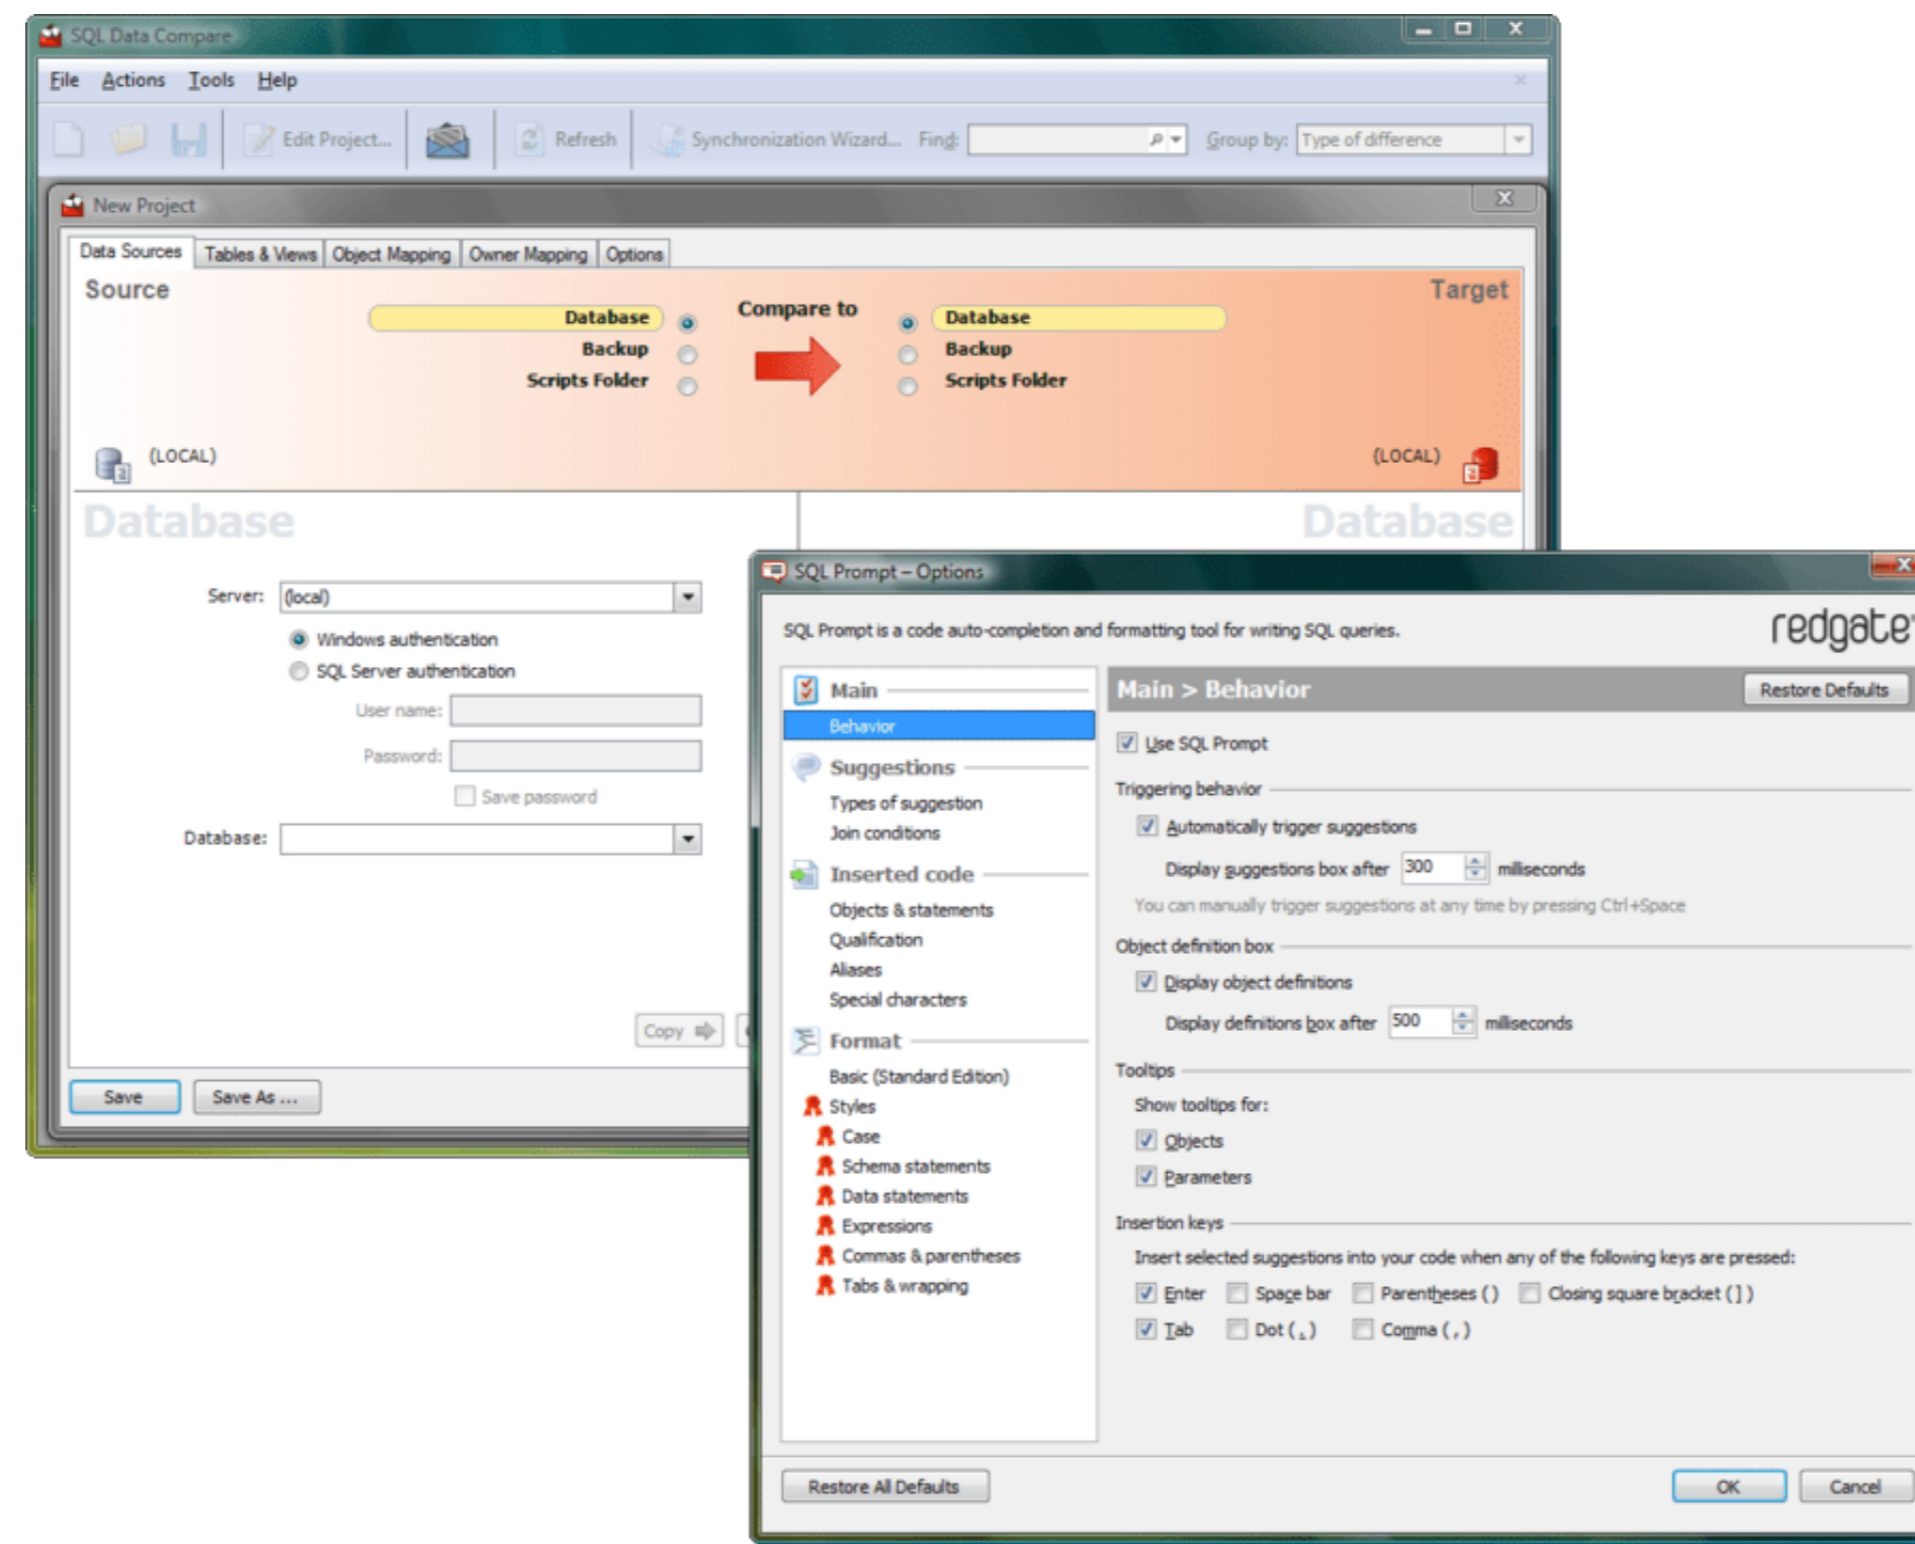 SQL Data Compare
File Actions Tools Help
Edit Project... Refresh Synchronization Wizard... Find: Group by: Type of difference
New Project
Data Sources Tables & Views Object Mapping Owner Mapping Options
Source Target
Compare to
Database Database
Backup Backup
Scripts Folder Scripts Folder
(LOCAL) (LOCAL)
Database Database
Server: (local)
Windows authentication
SQL Server authentication
User name:
Password:
Save password
Database:
Copy
Save Save As ...
SQL Prompt – Options
SQL Prompt is a code auto-completion and formatting tool for writing SQL queries.
redgate
Main
Behavior
Suggestions
Types of suggestion
Join conditions
Inserted code
Objects & statements
Qualification
Aliases
Special characters
Format
Basic (Standard Edition)
Styles
Case
Schema statements
Data statements
Expressions
Commas & parentheses
Tabs & wrapping
Main > Behavior Restore Defaults
Use SQL Prompt
Triggering behavior
Automatically trigger suggestions
Display suggestions box after 300 milliseconds
You can manually trigger suggestions at any time by pressing Ctrl+Space
Object definition box
Display object definitions
Display definitions box after 500 milliseconds
Tooltips
Show tooltips for:
Objects
Parameters
Insertion keys
Insert selected suggestions into your code when any of the following keys are pressed:
Enter Space bar Parentheses ( ) Closing square bracket ( ] )
Tab Dot ( . ) Comma ( , )
Restore All Defaults OK Cancel